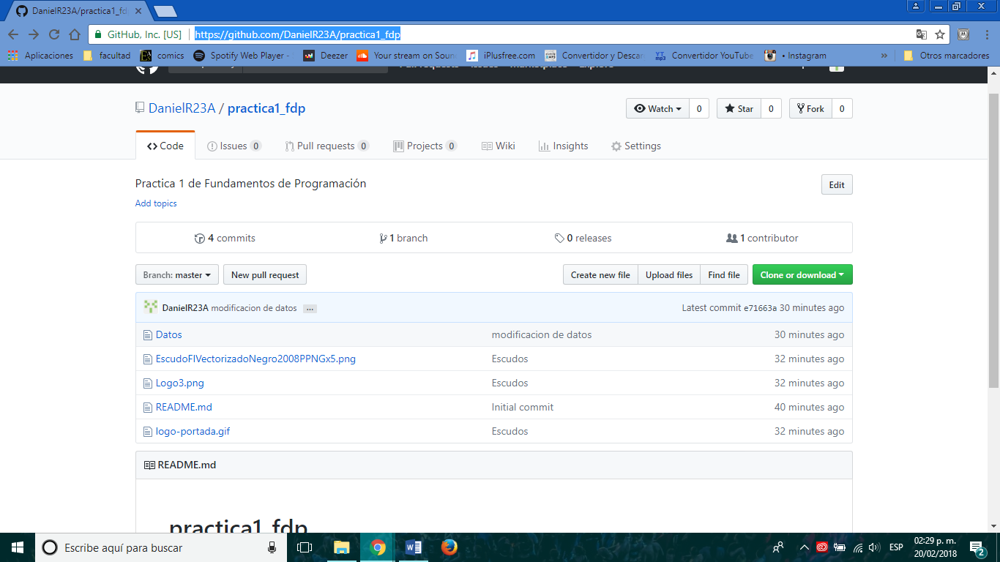 DanielR23A/practica1_fd
GitHub, Inc. [US] https://github.com/DanielR23A/practica1_fdp
Aplicaciones facultad comics Spotify Web Player - Deezer Your stream on Soun iPlusfree.com Convertidor y Descar Convertidor YouTube • Instagram » Otros marcadores
DanielR23A / practica1_fdp
Watch 0 Star 0 Fork 0
Code Issues 0 Pull requests 0 Projects 0 Wiki Insights Settings
Practica 1 de Fundamentos de Programación
Edit
Add topics
4 commits 1 branch 0 releases 1 contributor
Branch: master New pull request Create new file Upload files Find file Clone or download
DanielR23A modificacion de datos … Latest commit e71663a 30 minutes ago
Datos modificacion de datos 30 minutes ago
EscudoFIVectorizadoNegro2008PPNGx5.png Escudos 32 minutes ago
Logo3.png Escudos 32 minutes ago
README.md Initial commit 40 minutes ago
logo-portada.gif Escudos 32 minutes ago
README.md
practica1_fdp
Escribe aquí para buscar
ESP
02:29 p. m.
20/02/2018
2